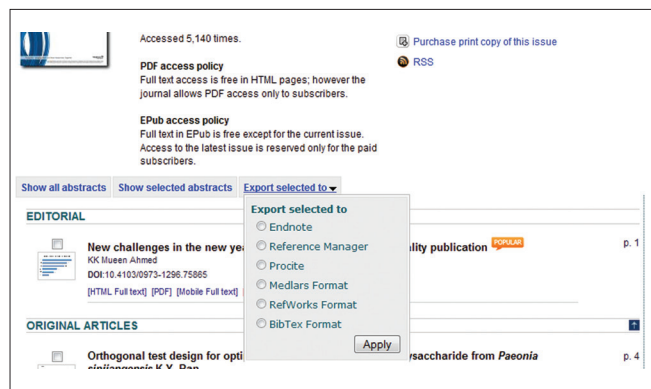 Accessed 5,140 times.
Purchase print copy of this issue
RSS
PDF access policy
Full text access is free in HTML pages; however the
journal allows PDF access only to subscribers.
EPub access policy
Full text in EPub is free except for the current issue.
Access to the latest issue is reserved only for the paid
subscribers.
Show all abstracts Show selected abstracts Export selected to
Export selected to
Endnote
Reference Manager
Procite
Medlars Format
RefWorks Format
BibTex Format
Apply
EDITORIAL
New challenges in the new ality publication POPULAR p. 1
KK Mueen Ahmed
DOI:10.4103/0973-1296.75865
[HTML Full text] [PDF] [Mobile Full text]
ORIGINAL ARTICLES
Orthogonal test design for ysaccharide from Paeonia p. 4
sinjiangensis K.Y. Pan